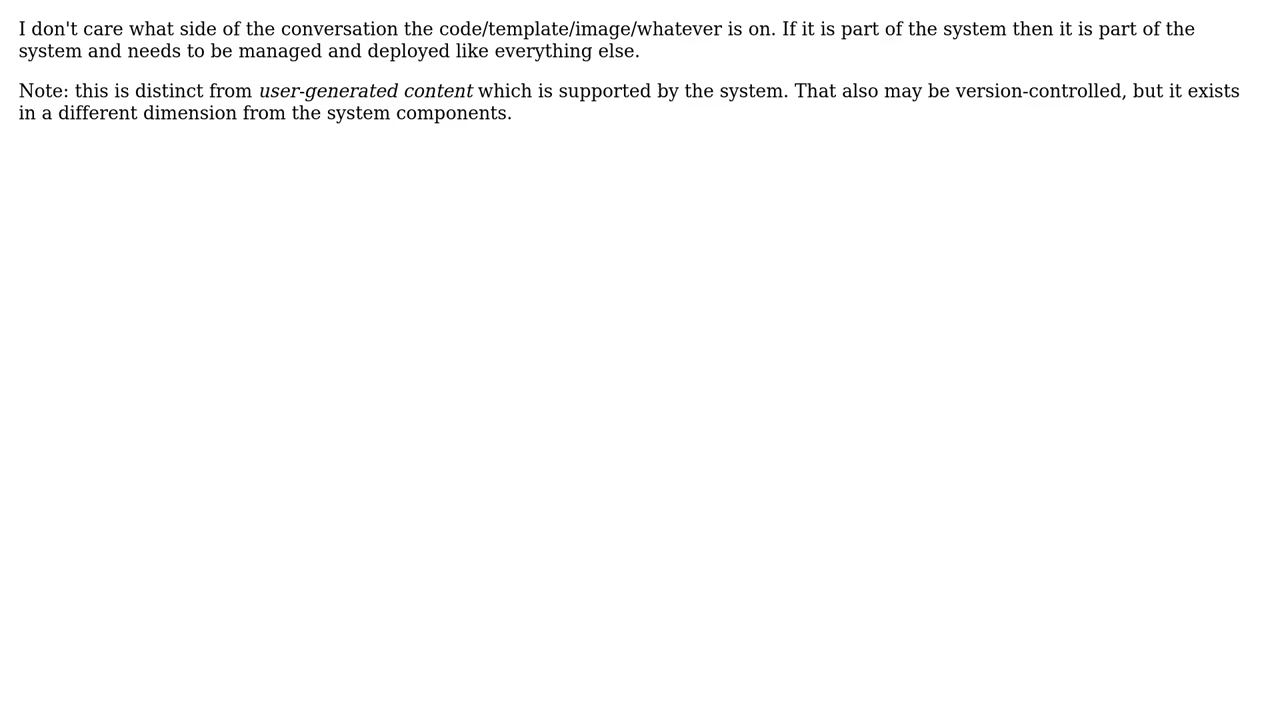 I don't care what side of the conversation the code/template/image/whatever is on. If it is part of the system then it is part of the
system and needs to be managed and deployed like everything else.
Note: this is distinct from user-generated content which is supported by the system. That also may be version-controlled, but it exists
in a different dimension from the system components.